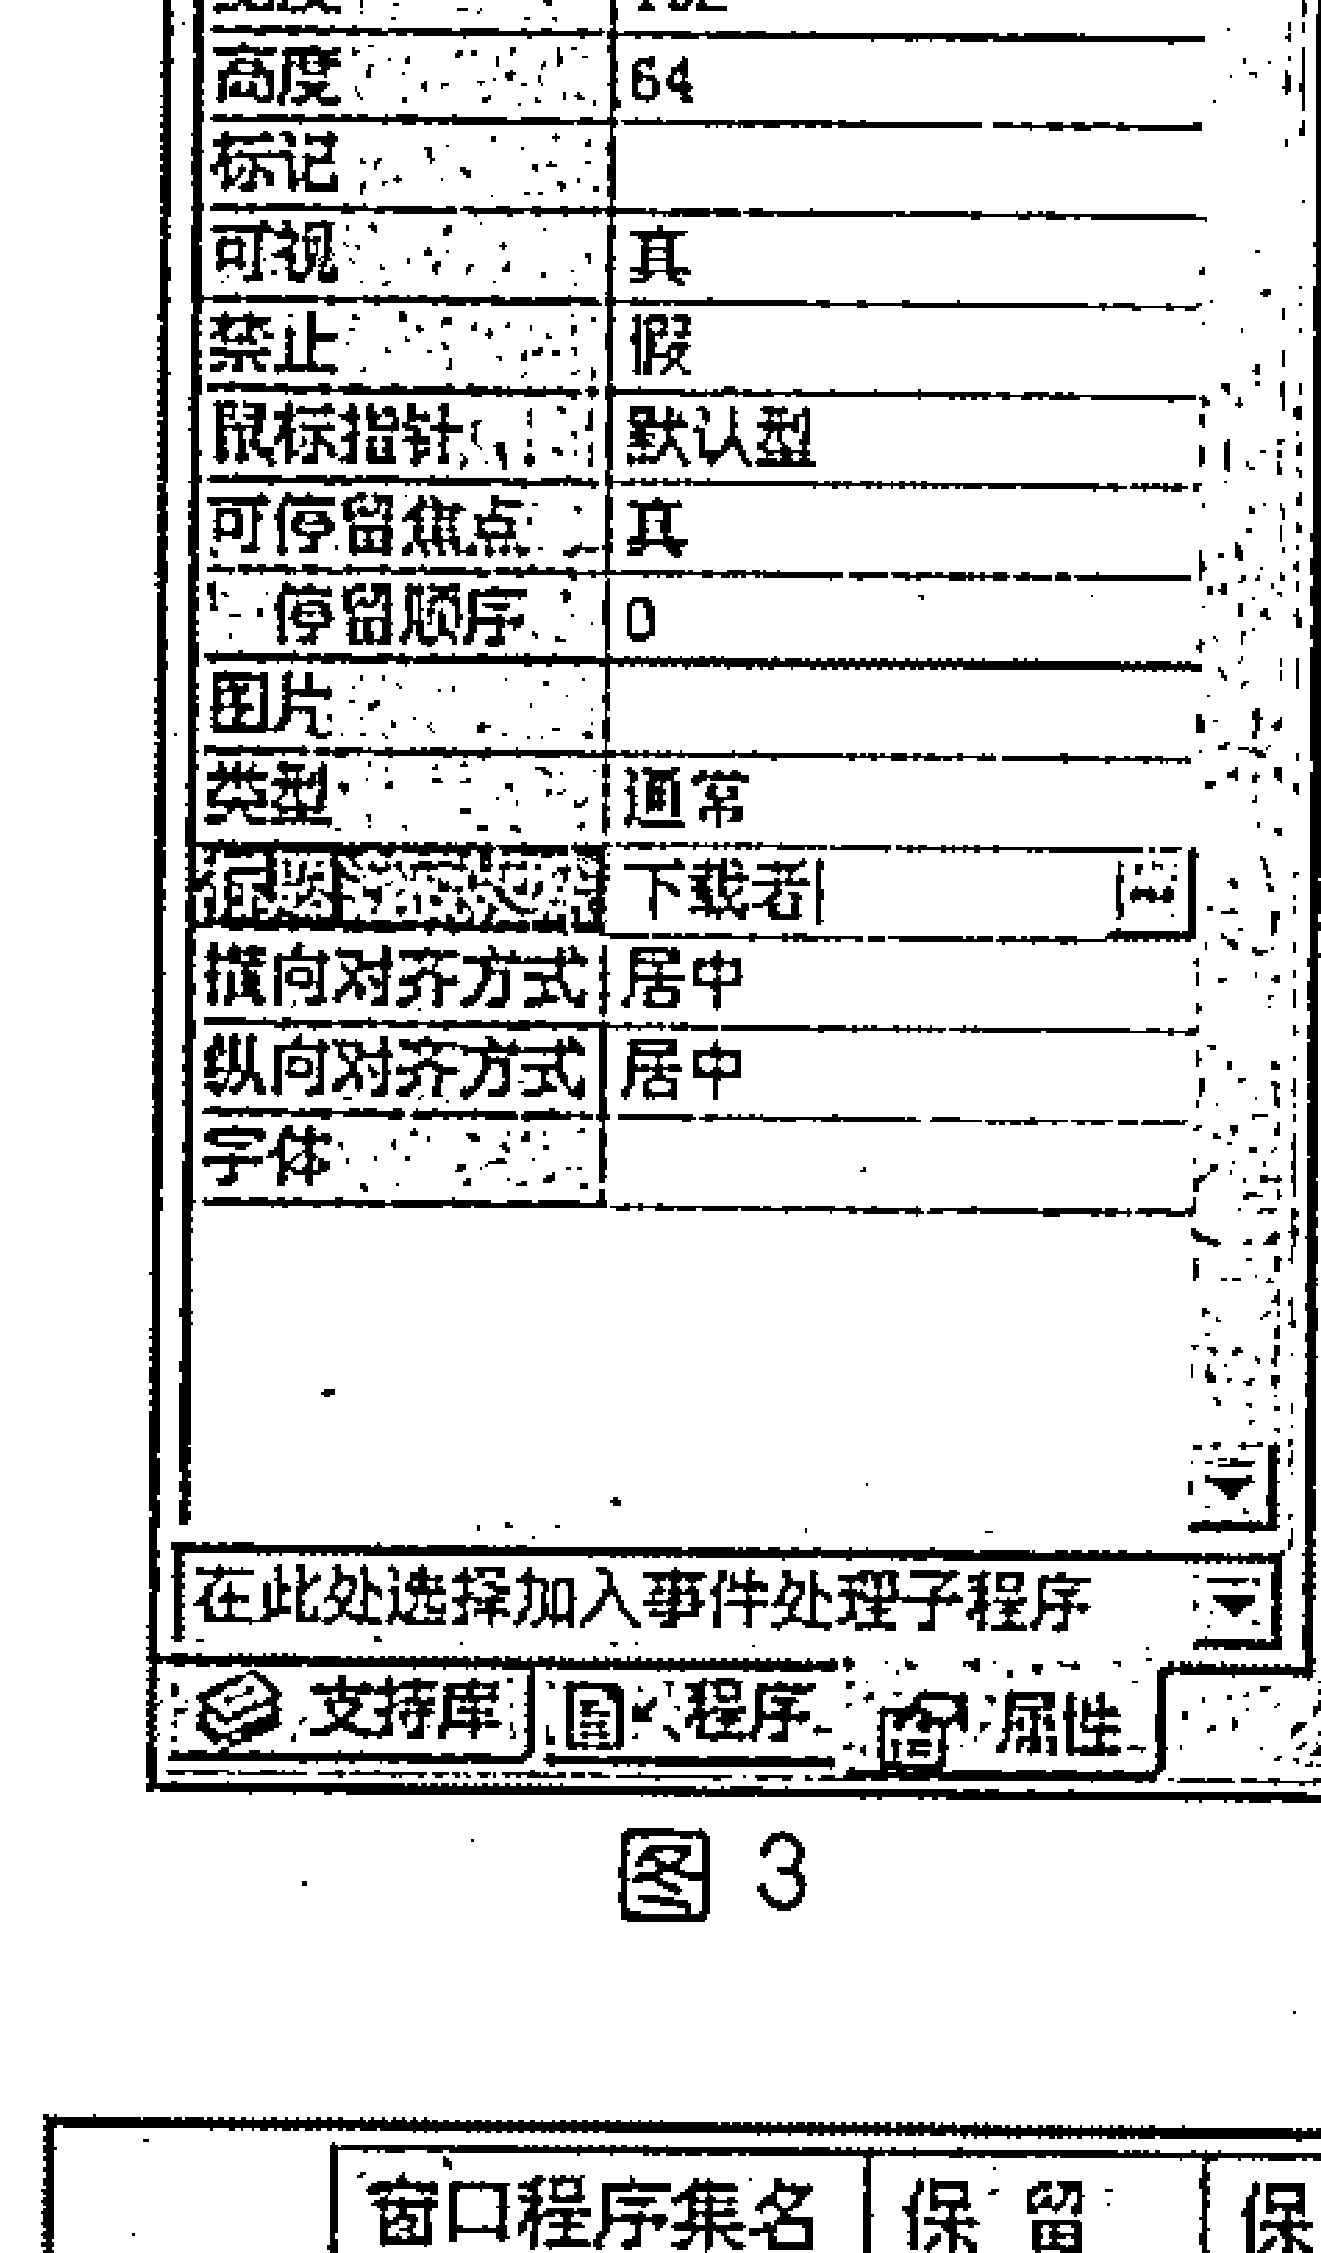 高度 64
标记
可视 真
禁止 假
鼠标指针 默认型
可停留焦点 真
停留顺序 0
图片
类型 通常
标题 下载者
横向对齐方式 居中
纵向对齐方式 居中
字体
在此处选择加入事件处理子程序
支持库 程序 属性
图 3
窗口程序集名 保 留 保